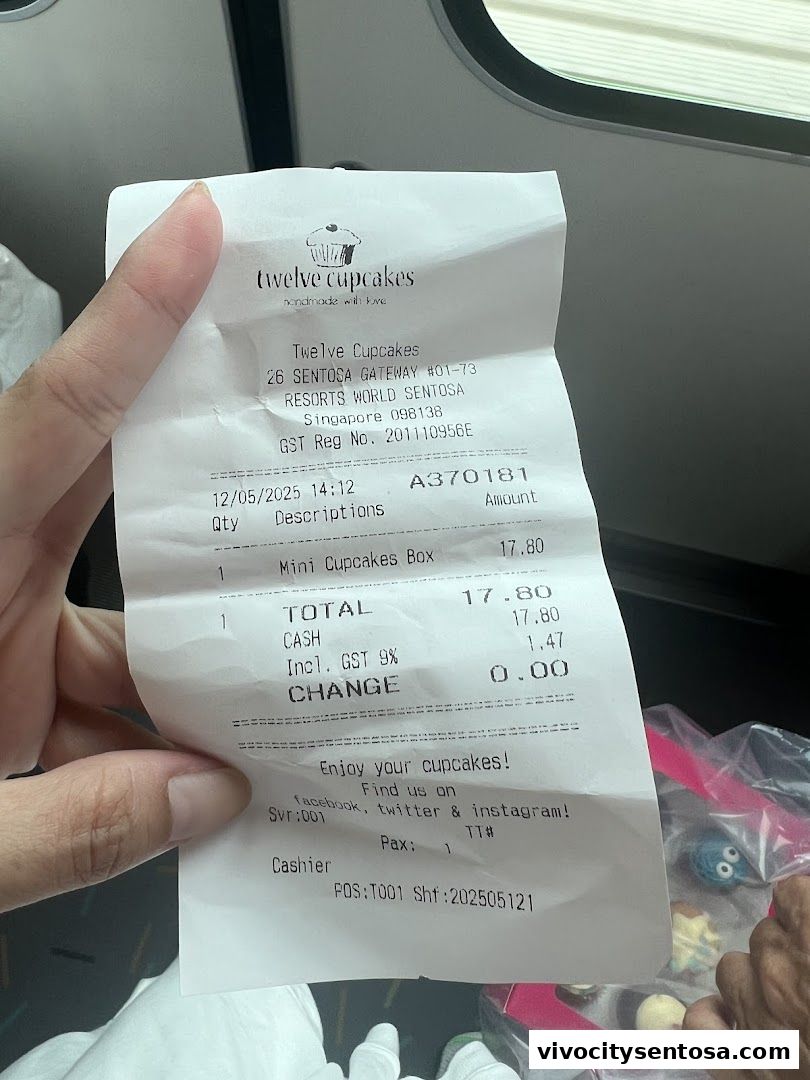 twelve cupcakes
handmade with love
Twelve Cupcakes
26 SENTOSA GATEWAY #01-73
RESORTS WORLD SENTOSA
Singapore 098138
GST Reg No. 201110956E
12/05/2025 14:12 A370181
Qty Descriptions Amount
1 Mini Cupcakes Box 17.80
1 TOTAL 17.80
CASH 17.80
Incl. GST 9% 1.47
CHANGE 0.00
Enjoy your cupcakes!
Find us on
facebook, twitter & instagram!
Svr:001 TT#
Pax: 1
Cashier
POS:T001 Shf:202505121
vivocitysentosa.com